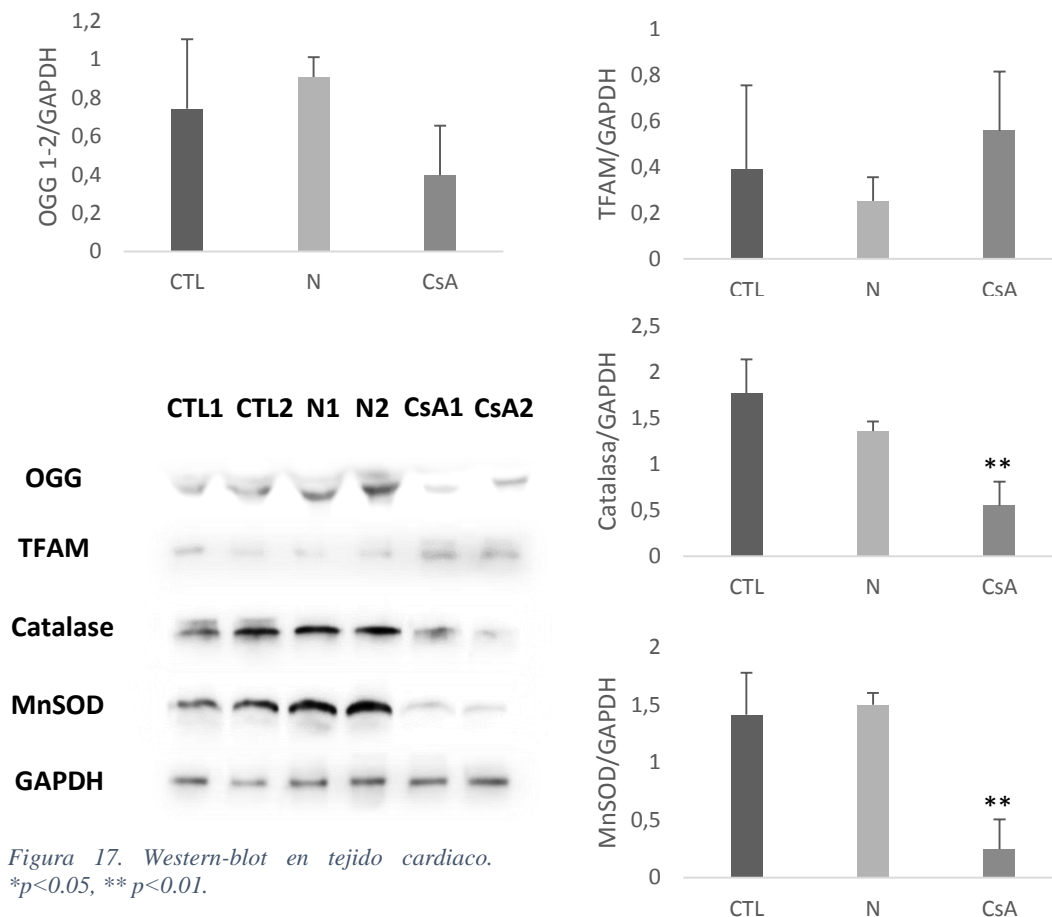 OGG 1-2/GAPDH
1,2
1
0,8
0,6
0,4
0,2
0
CTL N CsA
TFAM/GAPDH
1
0,8
0,6
0,4
0,2
0
CTL N CsA
CTL1 CTL2 N1 N2 CsA1 CsA2
OGG
TFAM
Catalase
MnSOD
GAPDH
Figura 17. Western-blot en tejido cardiaco.
*p<0.05, ** p<0.01.
Catalasa/GAPDH
2,5
2
1,5
1
0,5
0
**
CTL N CsA
MnSOD/GAPDH
2
1,5
1
0,5
0
**
CTL N CsA